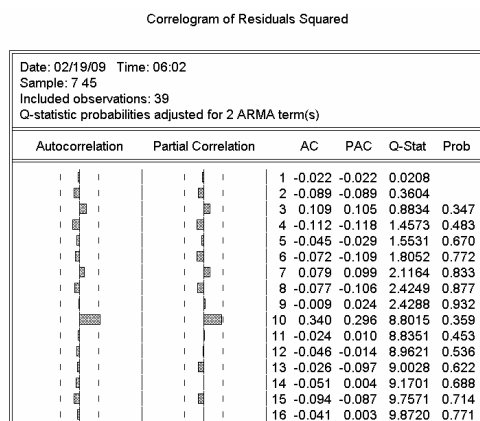 Correlogram of Residuals Squared
Date: 02/19/09 Time: 06:02
Sample: 7 45
Included observations: 39
Q-statistic probabilities adjusted for 2 ARMA term(s)
Autocorrelation Partial Correlation AC PAC Q-Stat Prob
1 -0.022 -0.022 0.0208
2 -0.089 -0.089 0.3604
3 0.109 0.105 0.8834 0.347
4 -0.112 -0.118 1.4573 0.483
5 -0.045 -0.029 1.5531 0.670
6 -0.072 -0.109 1.8052 0.772
7 0.079 0.099 2.1164 0.833
8 -0.077 -0.106 2.4249 0.877
9 -0.009 0.024 2.4288 0.932
10 0.340 0.296 8.8015 0.359
11 -0.024 0.010 8.8351 0.453
12 -0.046 -0.014 8.9621 0.536
13 -0.026 -0.097 9.0028 0.622
14 -0.051 0.004 9.1701 0.688
15 -0.094 -0.087 9.7571 0.714
16 -0.041 0.003 9.8720 0.771